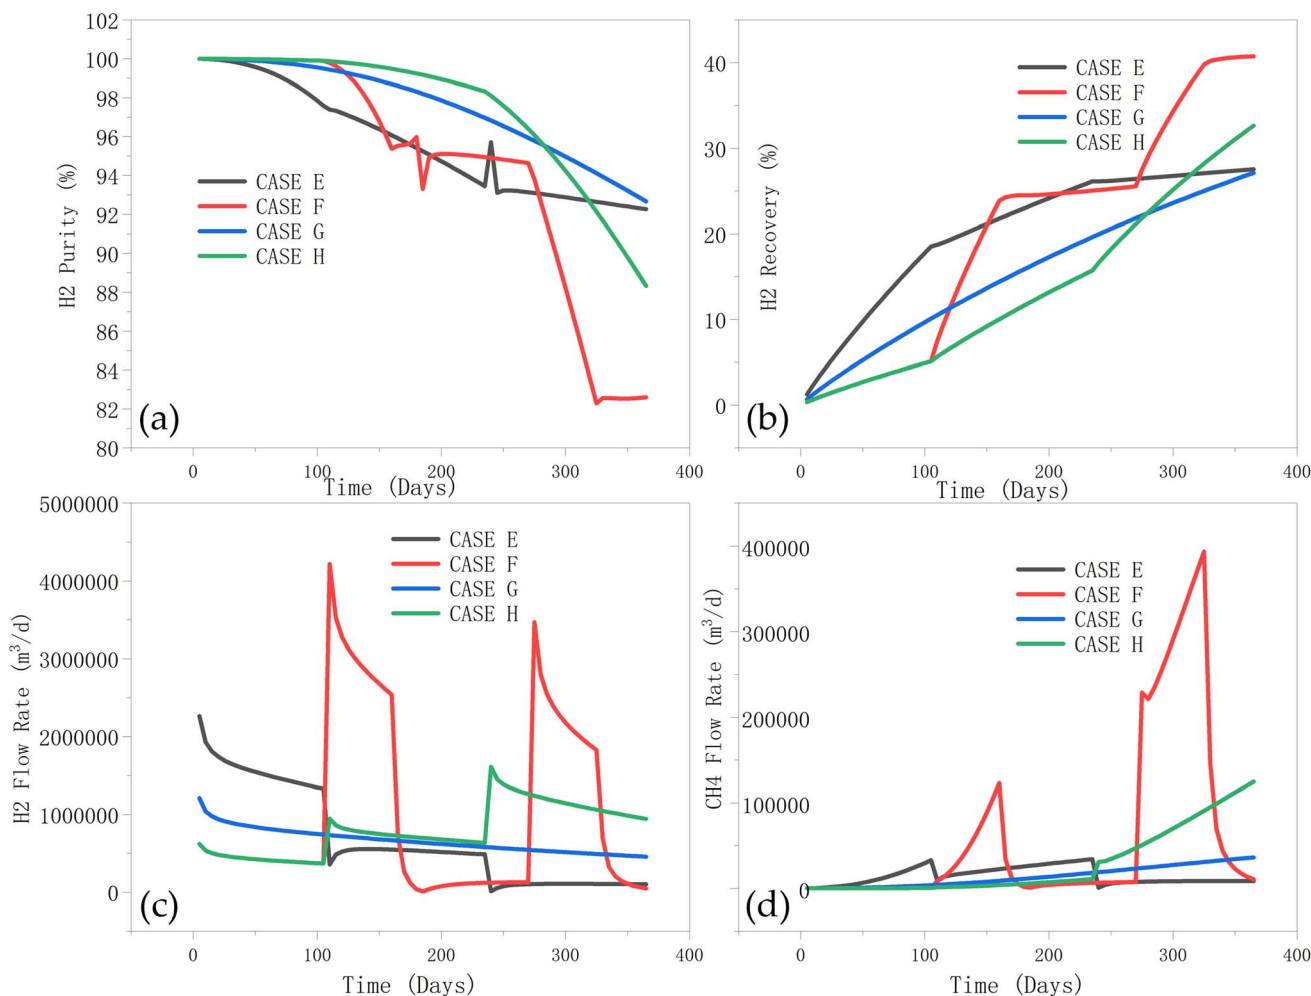 102
100
98
96
94
92
90
88
86
84
82
80
H2 Purity (%)
CASE E
CASE F
CASE G
CASE H
(a)
0
100
200
300
400
Time (Days)
40
30
20
10
0
H2 Recovery (%)
CASE E
CASE F
CASE G
CASE H
(b)
0
100
200
300
400
Time (Days)
5000000
4000000
3000000
2000000
1000000
0
H2 Flow Rate (m³/d)
CASE E
CASE F
CASE G
CASE H
(c)
0
100
200
300
400
Time (Days)
400000
300000
200000
100000
0
CH4 Flow Rate (m³/d)
CASE E
CASE F
CASE G
CASE H
(d)
0
100
200
300
400
Time (Days)